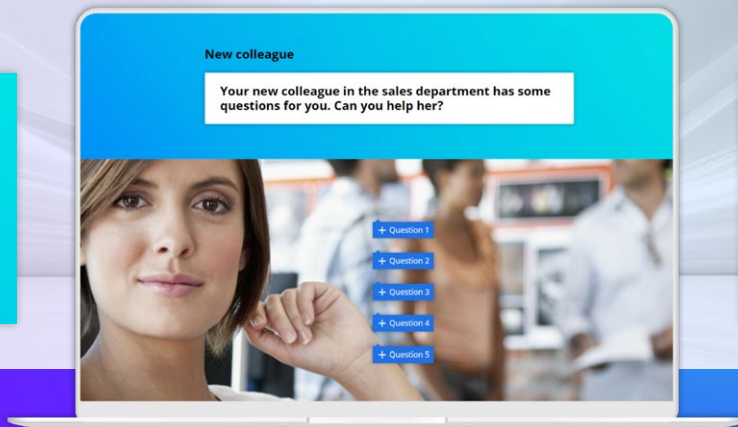 New colleague
Your new colleague in the sales department has some
questions for you. Can you help her?
+ Question 1
+ Question 2
+ Question 3
+ Question 4
+ Question 5